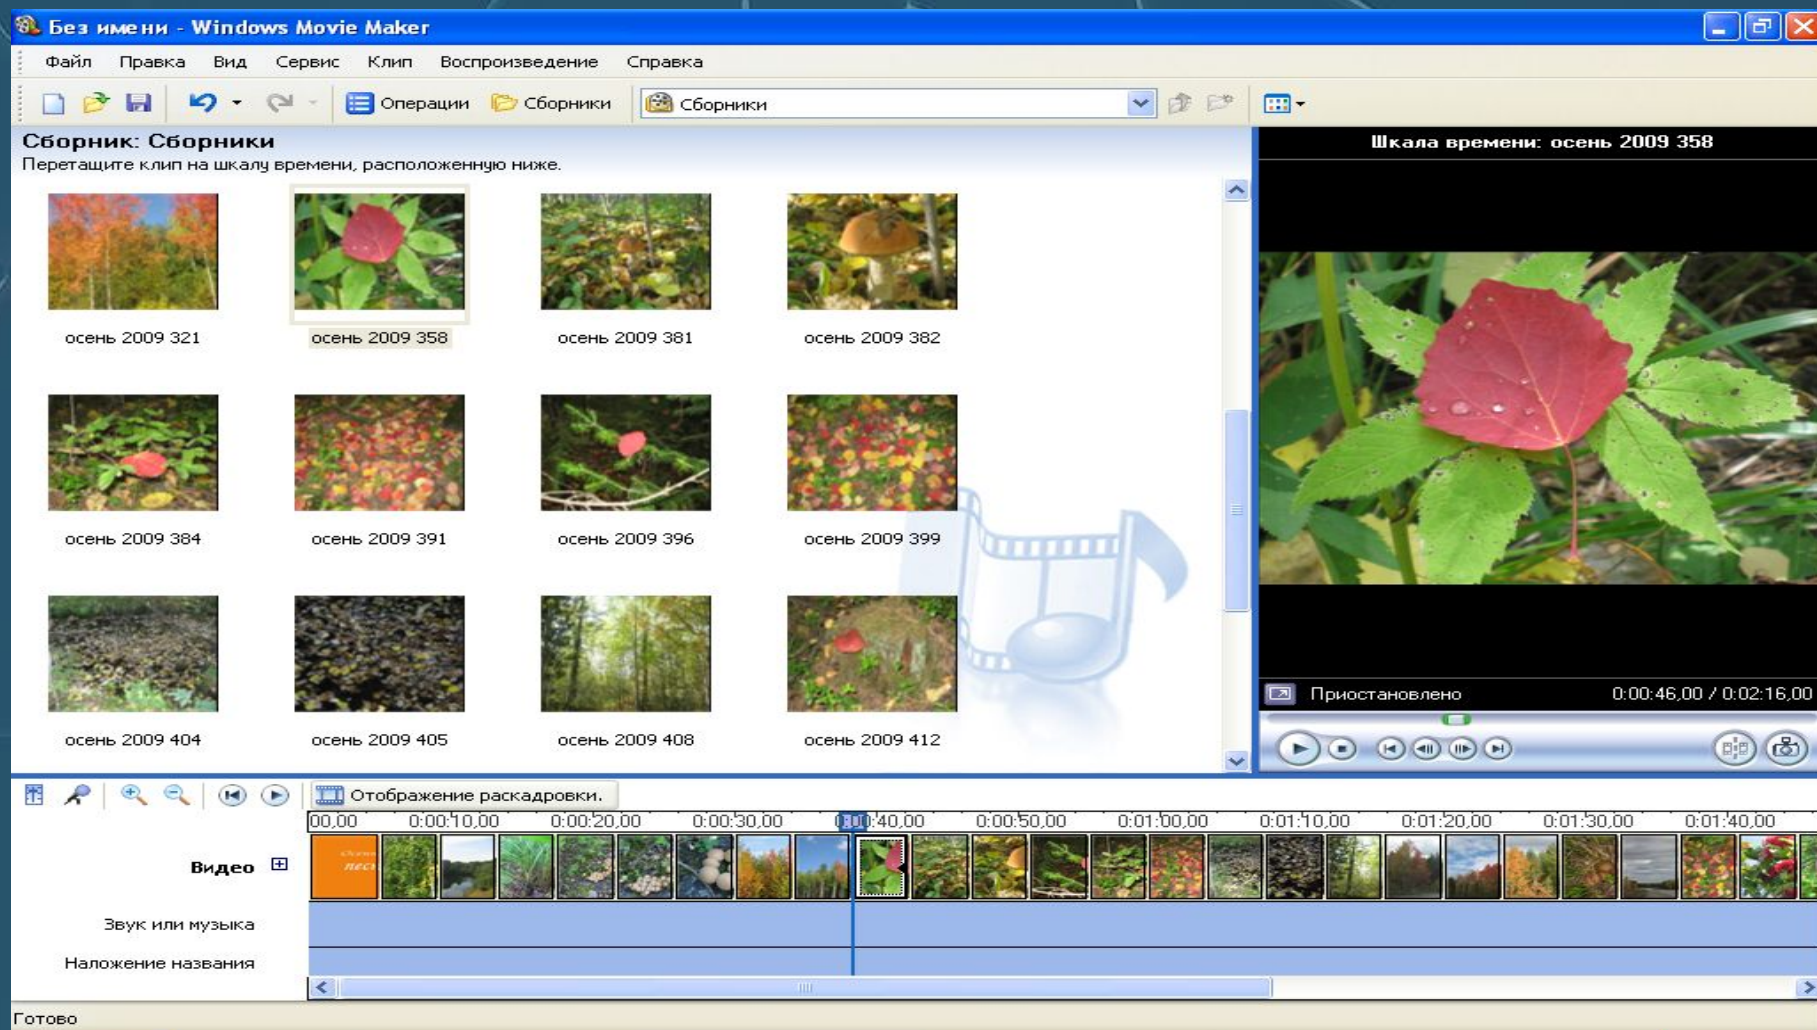 Без имени - Windows Movie Maker
Файл Правка Вид Сервис Клип Воспроизведение Справка
Операции Сборники Сборники
Сборник: Сборники
Перетащите клип на шкалу времени, расположенную ниже.
осень 2009 321 осень 2009 358 осень 2009 381 осень 2009 382
осень 2009 384 осень 2009 391 осень 2009 396 осень 2009 399
осень 2009 404 осень 2009 405 осень 2009 408 осень 2009 412
Шкала времени: осень 2009 358
Приостановлено 0:00:46,00 / 0:02:16,00
Отображение раскадровки.
00,00 0:00:10,00 0:00:20,00 0:00:30,00 0:00:40,00 0:00:50,00 0:01:00,00 0:01:10,00 0:01:20,00 0:01:30,00 0:01:40,00
Видео
Звук или музыка
Наложение названия
Готово